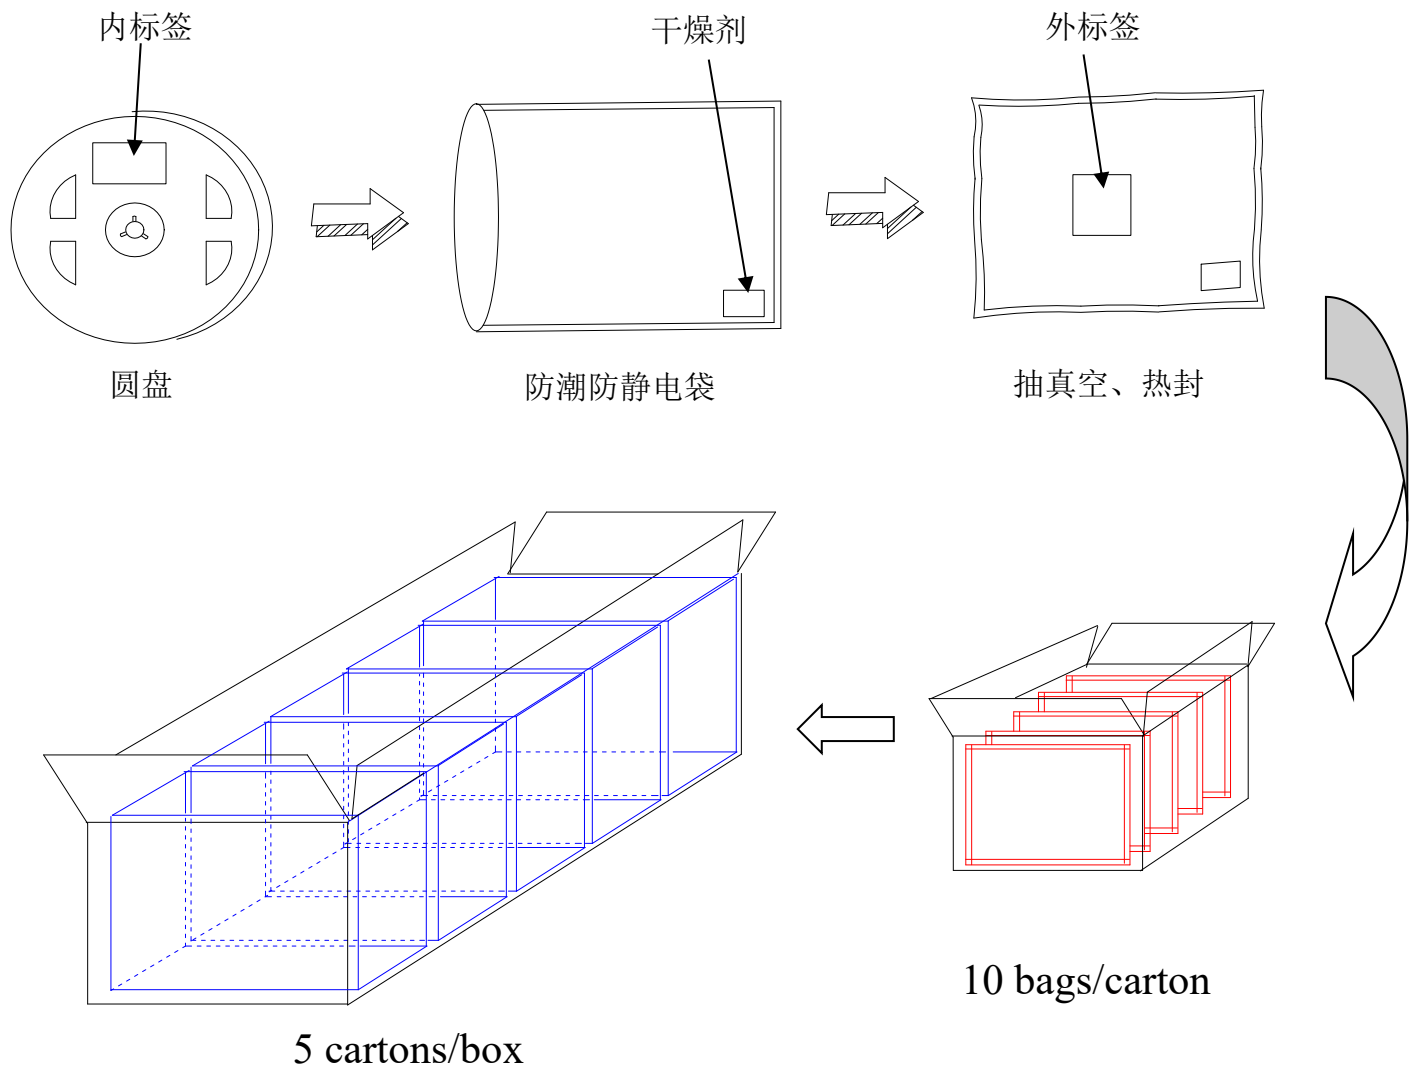 内标签
干燥剂
外标签
圆盘
防潮防静电袋
抽真空、热封
10 bags/carton
5 cartons/box